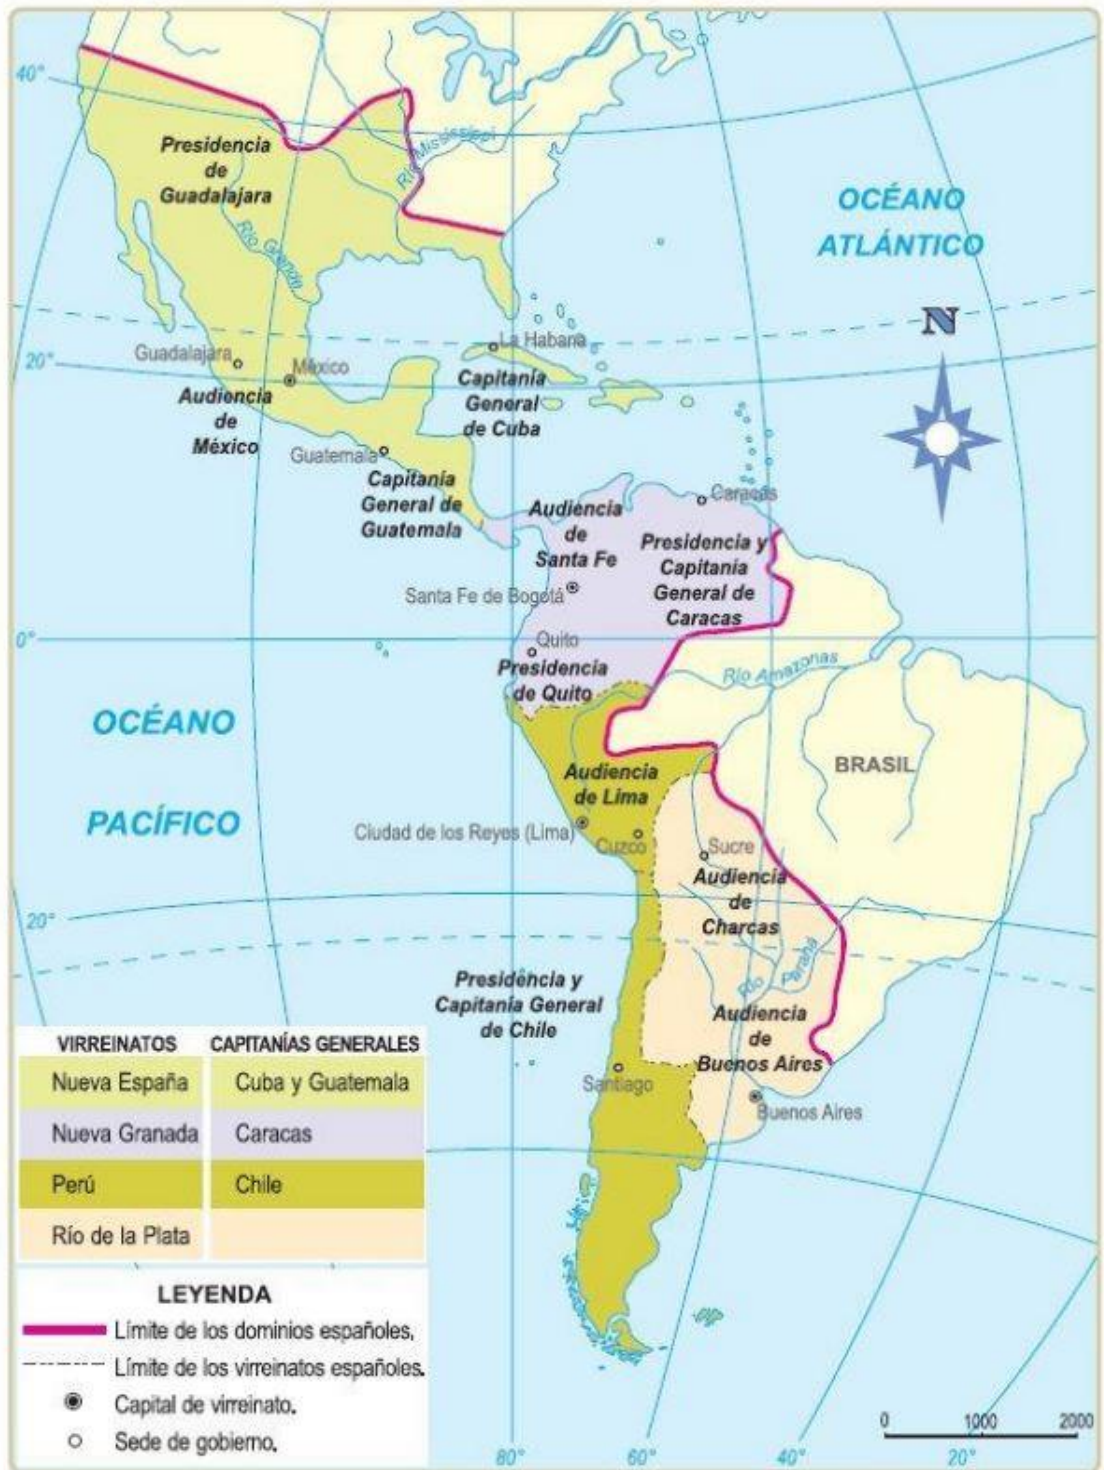 40°
Presidencia
de
Guadalajara
Río Mississipi
Río Grande
OCÉANO
ATLÁNTICO
N
20°
Guadalajara
México
La Habana
Audiencia
de
México
Capitanía
General
de Cuba
Guatemala
Capitanía
General de
Guatemala
Caracas
Audiencia
de
Santa Fe
Presidencia y
Capitanía
General de
Caracas
Santa Fe de Bogotá
0°
Quito
Presidencia
de Quito
Río Amazonas
OCÉANO
PACÍFICO
BRASIL
Audiencia
de Lima
Ciudad de los Reyes (Lima)
Cuzco
Sucre
Audiencia
de
Charcas
20°
Río Paraná
Presidencia y
Capitanía General
de Chile
Audiencia
de
Buenos Aires
Santiago
Buenos Aires
VIRREINATOS CAPITANÍAS GENERALES
Nueva España Cuba y Guatemala
Nueva Granada Caracas
Perú Chile
Río de la Plata
LEYENDA
Límite de los dominios españoles.
Límite de los virreinatos españoles.
Capital de virreinato.
Sede de gobierno.
0 1000 2000
80° 60° 40° 20°